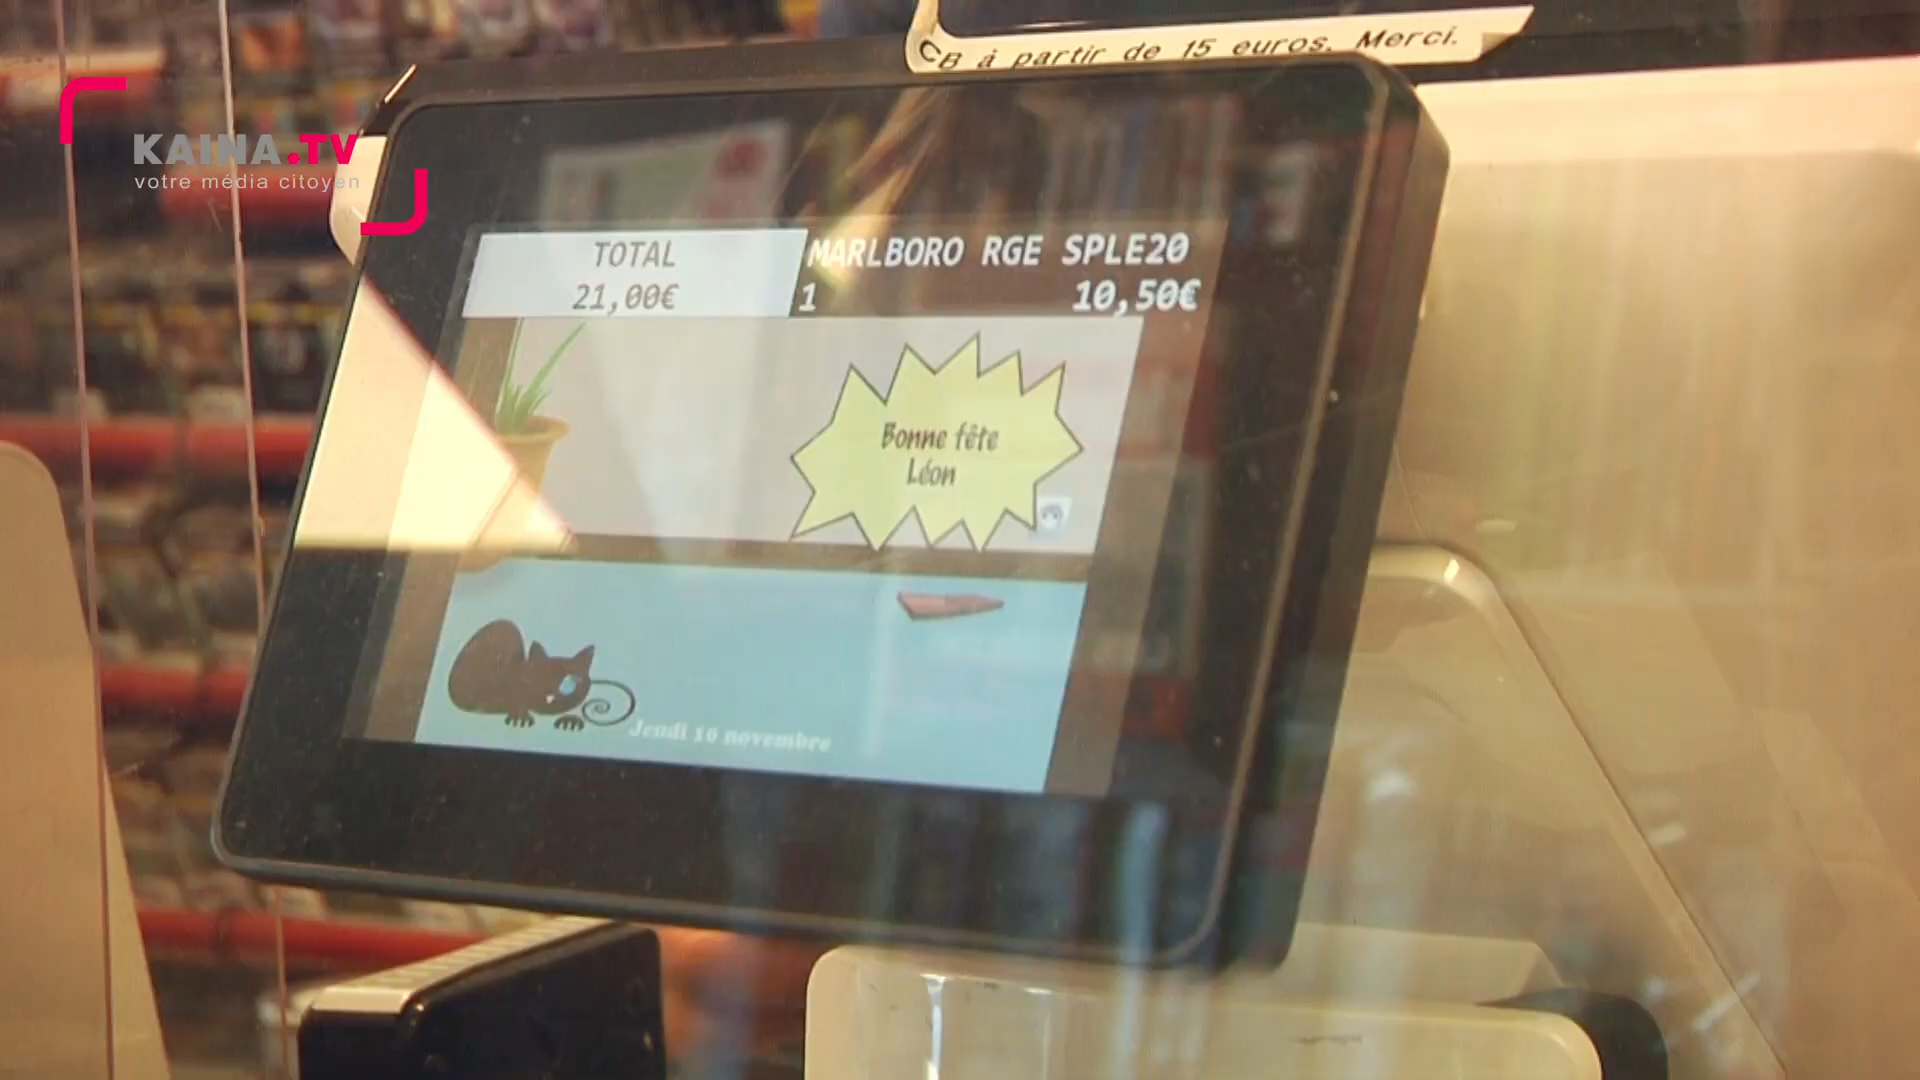 CB à partir de 15 euros. Merci.
KAINA.TV
votre média citoyen
TOTAL
21,00€
MARLBORO RGE SPLE20
1 10,50€
Bonne fête
Léon
Jeudi 16 novembre